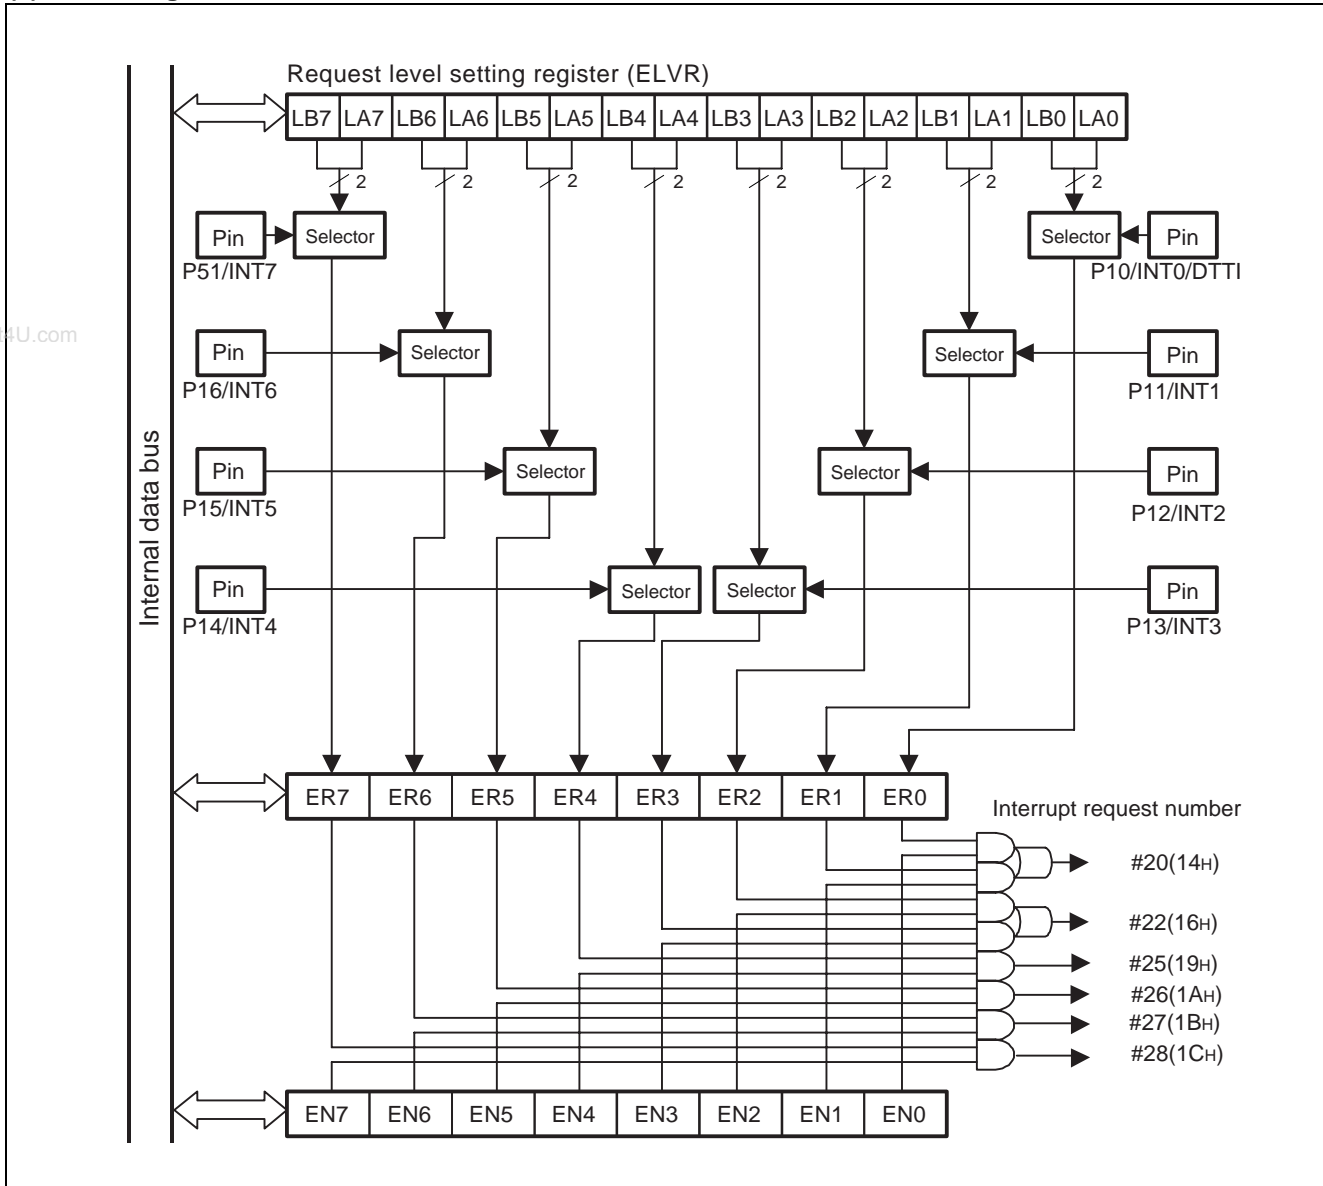 Request level setting register (ELVR)
LB7 LA7 LB6 LA6 LB5 LA5 LB4 LA4 LB3 LA3 LB2 LA2 LB1 LA1 LB0 LA0
2 2 2 2 2 2 2 2
Pin Selector Selector Pin
P51/INT7 P10/INT0/DTTI
t4U.com
Pin Selector Selector Pin
P16/INT6 P11/INT1
Pin Selector Selector Pin
P15/INT5 P12/INT2
Internal data bus
Pin Selector Selector Pin
P14/INT4 P13/INT3
ER7 ER6 ER5 ER4 ER3 ER2 ER1 ER0
Interrupt request number
#20(14H)
#22(16H)
#25(19H)
#26(1AH)
#27(1BH)
#28(1CH)
EN7 EN6 EN5 EN4 EN3 EN2 EN1 EN0